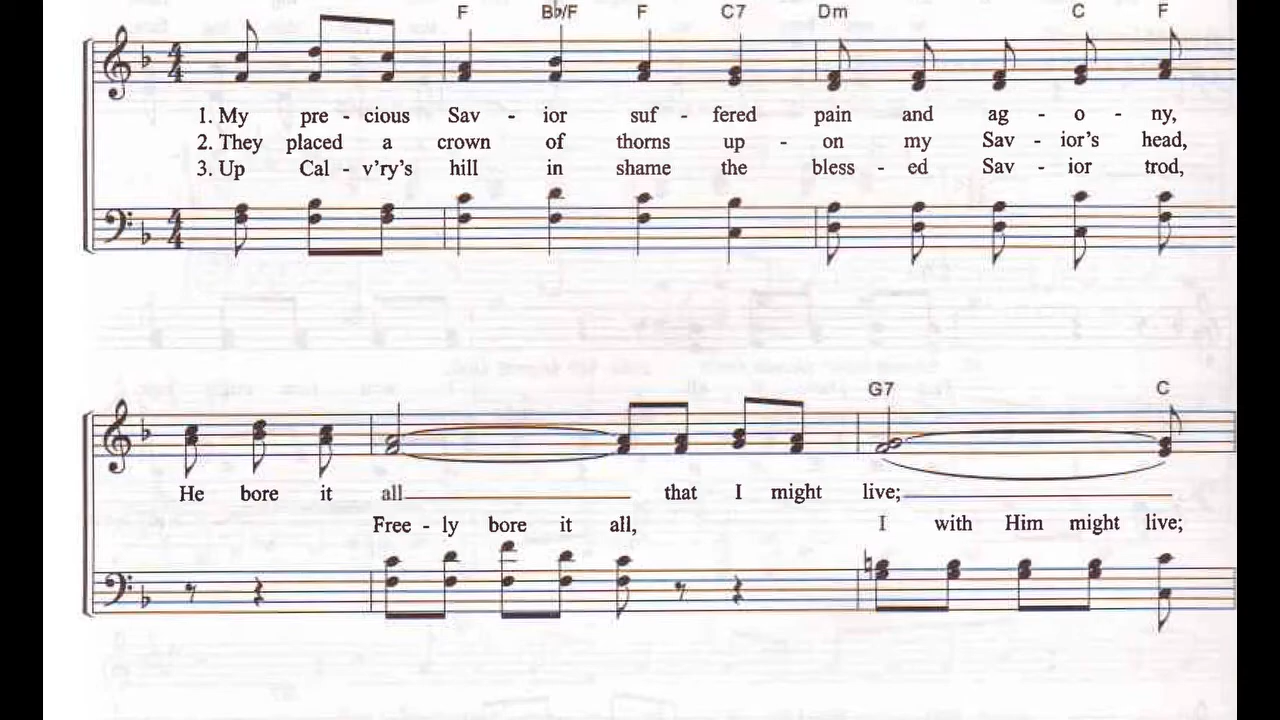 F B♭/F F C7 Dm C F
1. My pre - cious Sav - ior suf - fered pain and ag - o - ny,
2. They placed a crown of thorns up - on my Sav - ior's head,
3. Up Cal - v'ry's hill in shame the bless - ed Sav - ior trod,
G7 C
He bore it all that I might live;
Free - ly bore it all, I with Him might live;